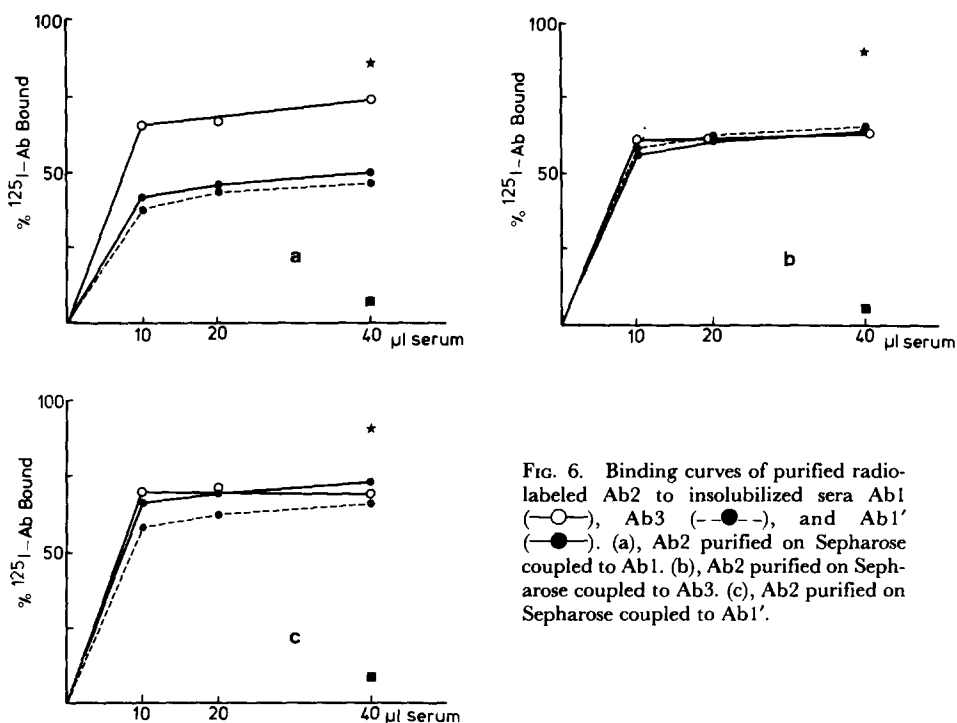 100
50
% 125I-Ab Bound
a
10 20 40 µl serum
100
50
% 125I-Ab Bound
b
10 20 40 µl serum
100
50
% 125I-Ab Bound
c
10 20 40 µl serum
FIG. 6. Binding curves of purified radio-
labeled Ab2 to insolubilized sera Ab1
(—○—), Ab3 (--●--), and Ab1′
(—●—). (a), Ab2 purified on Sepharose
coupled to Ab1. (b), Ab2 purified on Seph-
arose coupled to Ab3. (c), Ab2 purified on
Sepharose coupled to Ab1′.